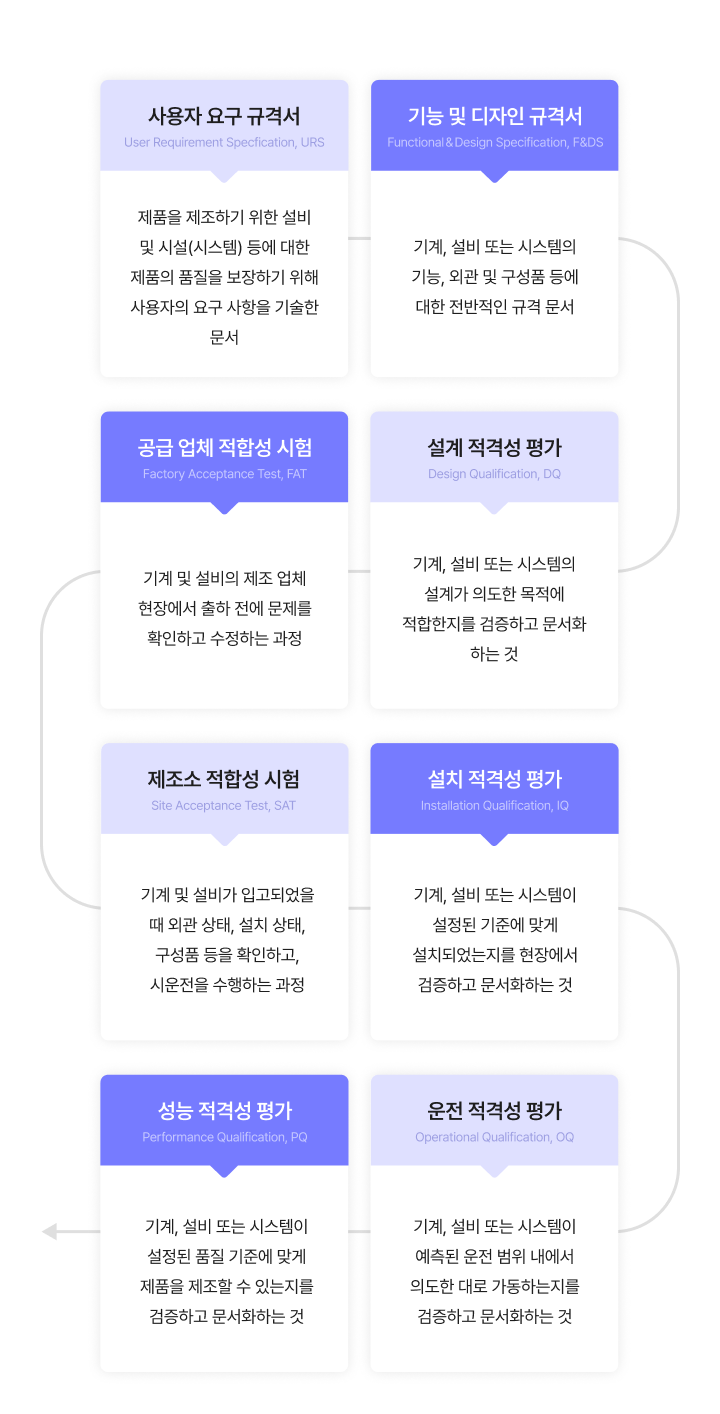 사용자 요구 규격서
User Requirement Specfication, URS
제품을 제조하기 위한 설비
및 시설(시스템) 등에 대한
제품의 품질을 보장하기 위해
사용자의 요구 사항을 기술한
문서
기능 및 디자인 규격서
Functional & Design Specification, F&DS
기계, 설비 또는 시스템의
기능, 외관 및 구성품 등에
대한 전반적인 규격 문서
설계 적격성 평가
Design Qualification, DQ
기계, 설비 또는 시스템의
설계가 의도한 목적에
적합한지를 검증하고 문서화
하는 것
공급 업체 적합성 시험
Factory Acceptance Test, FAT
기계 및 설비의 제조 업체
현장에서 출하 전에 문제를
확인하고 수정하는 과정
제조소 적합성 시험
Site Acceptance Test, SAT
기계 및 설비가 입고되었을
때 외관 상태, 설치 상태,
구성품 등을 확인하고,
시운전을 수행하는 과정
설치 적격성 평가
Installation Qualification, IQ
기계, 설비 또는 시스템이
설정된 기준에 맞게
설치되었는지를 현장에서
검증하고 문서화하는 것
운전 적격성 평가
Operational Qualification, OQ
기계, 설비 또는 시스템이
예측된 운전 범위 내에서
의도한 대로 가동하는지를
검증하고 문서화하는 것
성능 적격성 평가
Performance Qualification, PQ
기계, 설비 또는 시스템이
설정된 품질 기준에 맞게
제품을 제조할 수 있는지를
검증하고 문서화하는 것